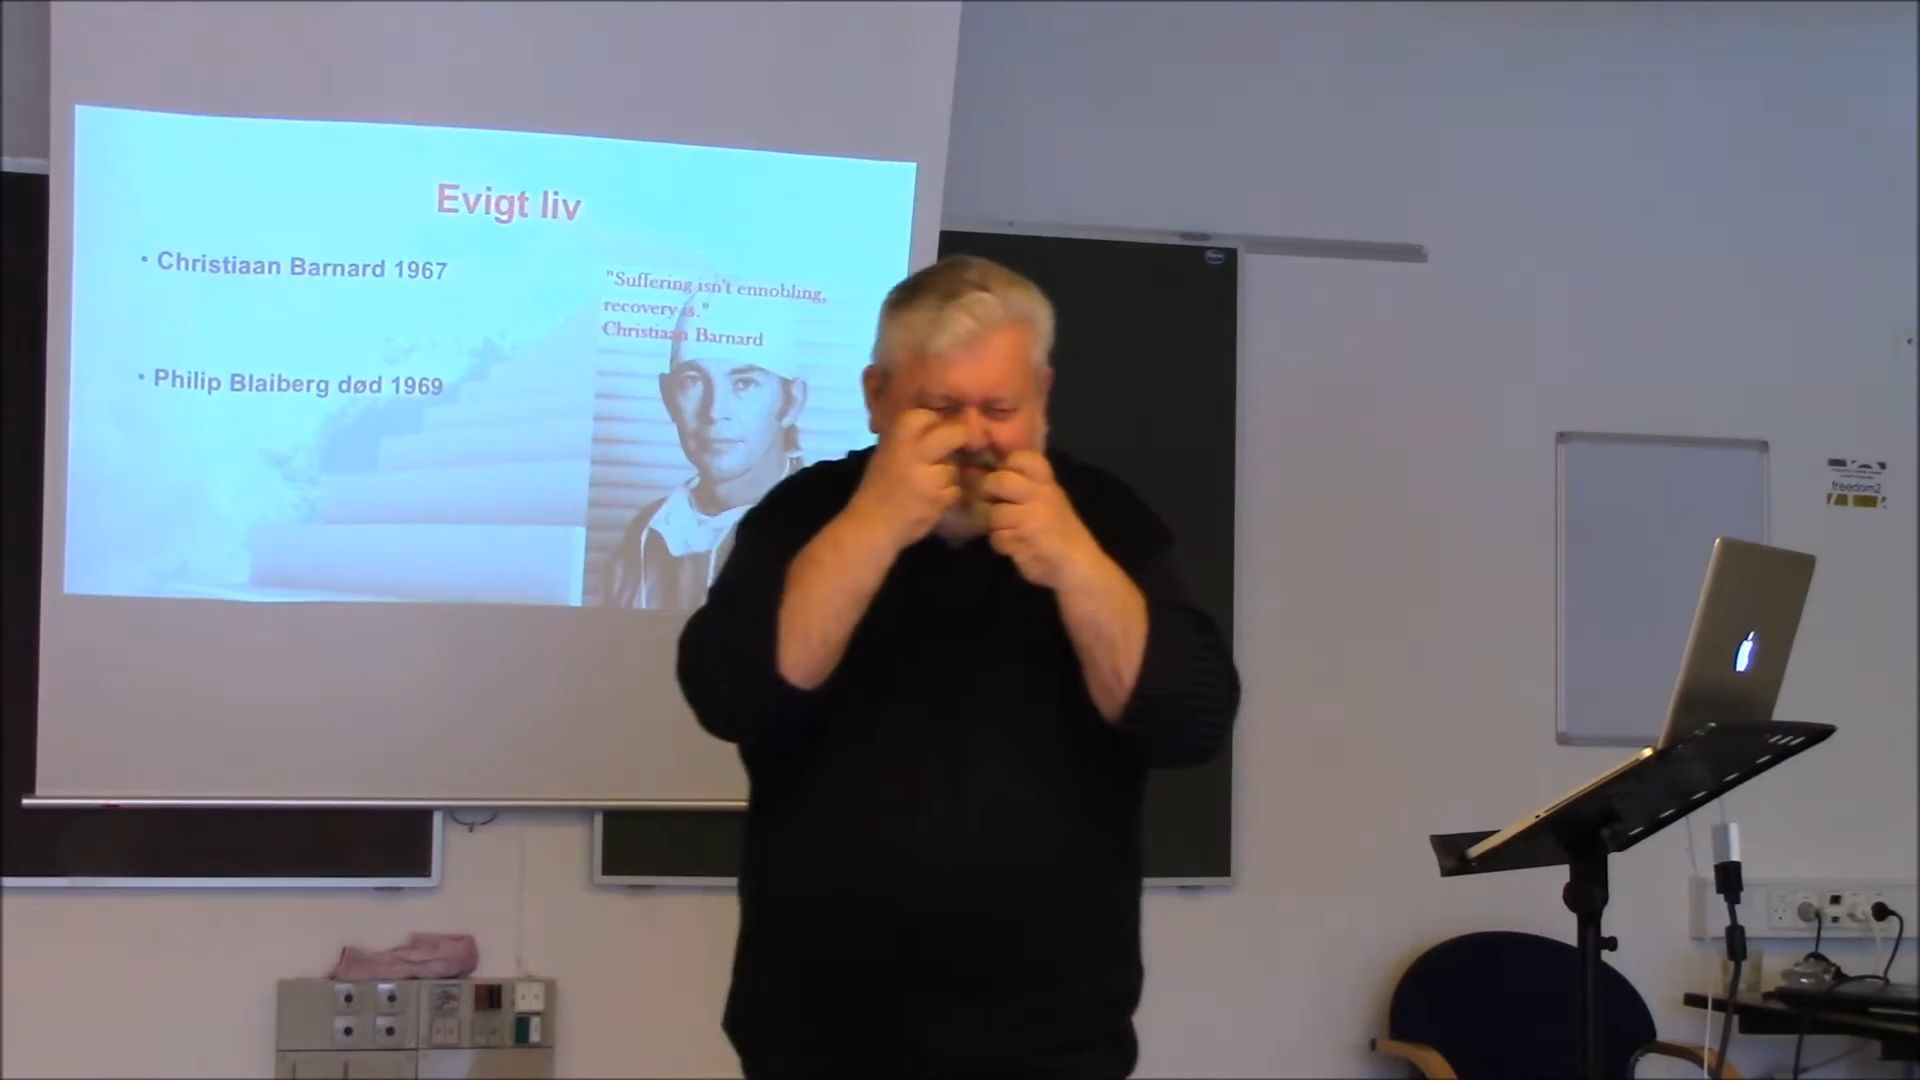 Evigt liv
• Christiaan Barnard 1967
• Philip Blaiberg død 1969
"Suffering isn't ennobling,
recovery is."
Christiaan Barnard
freedom2